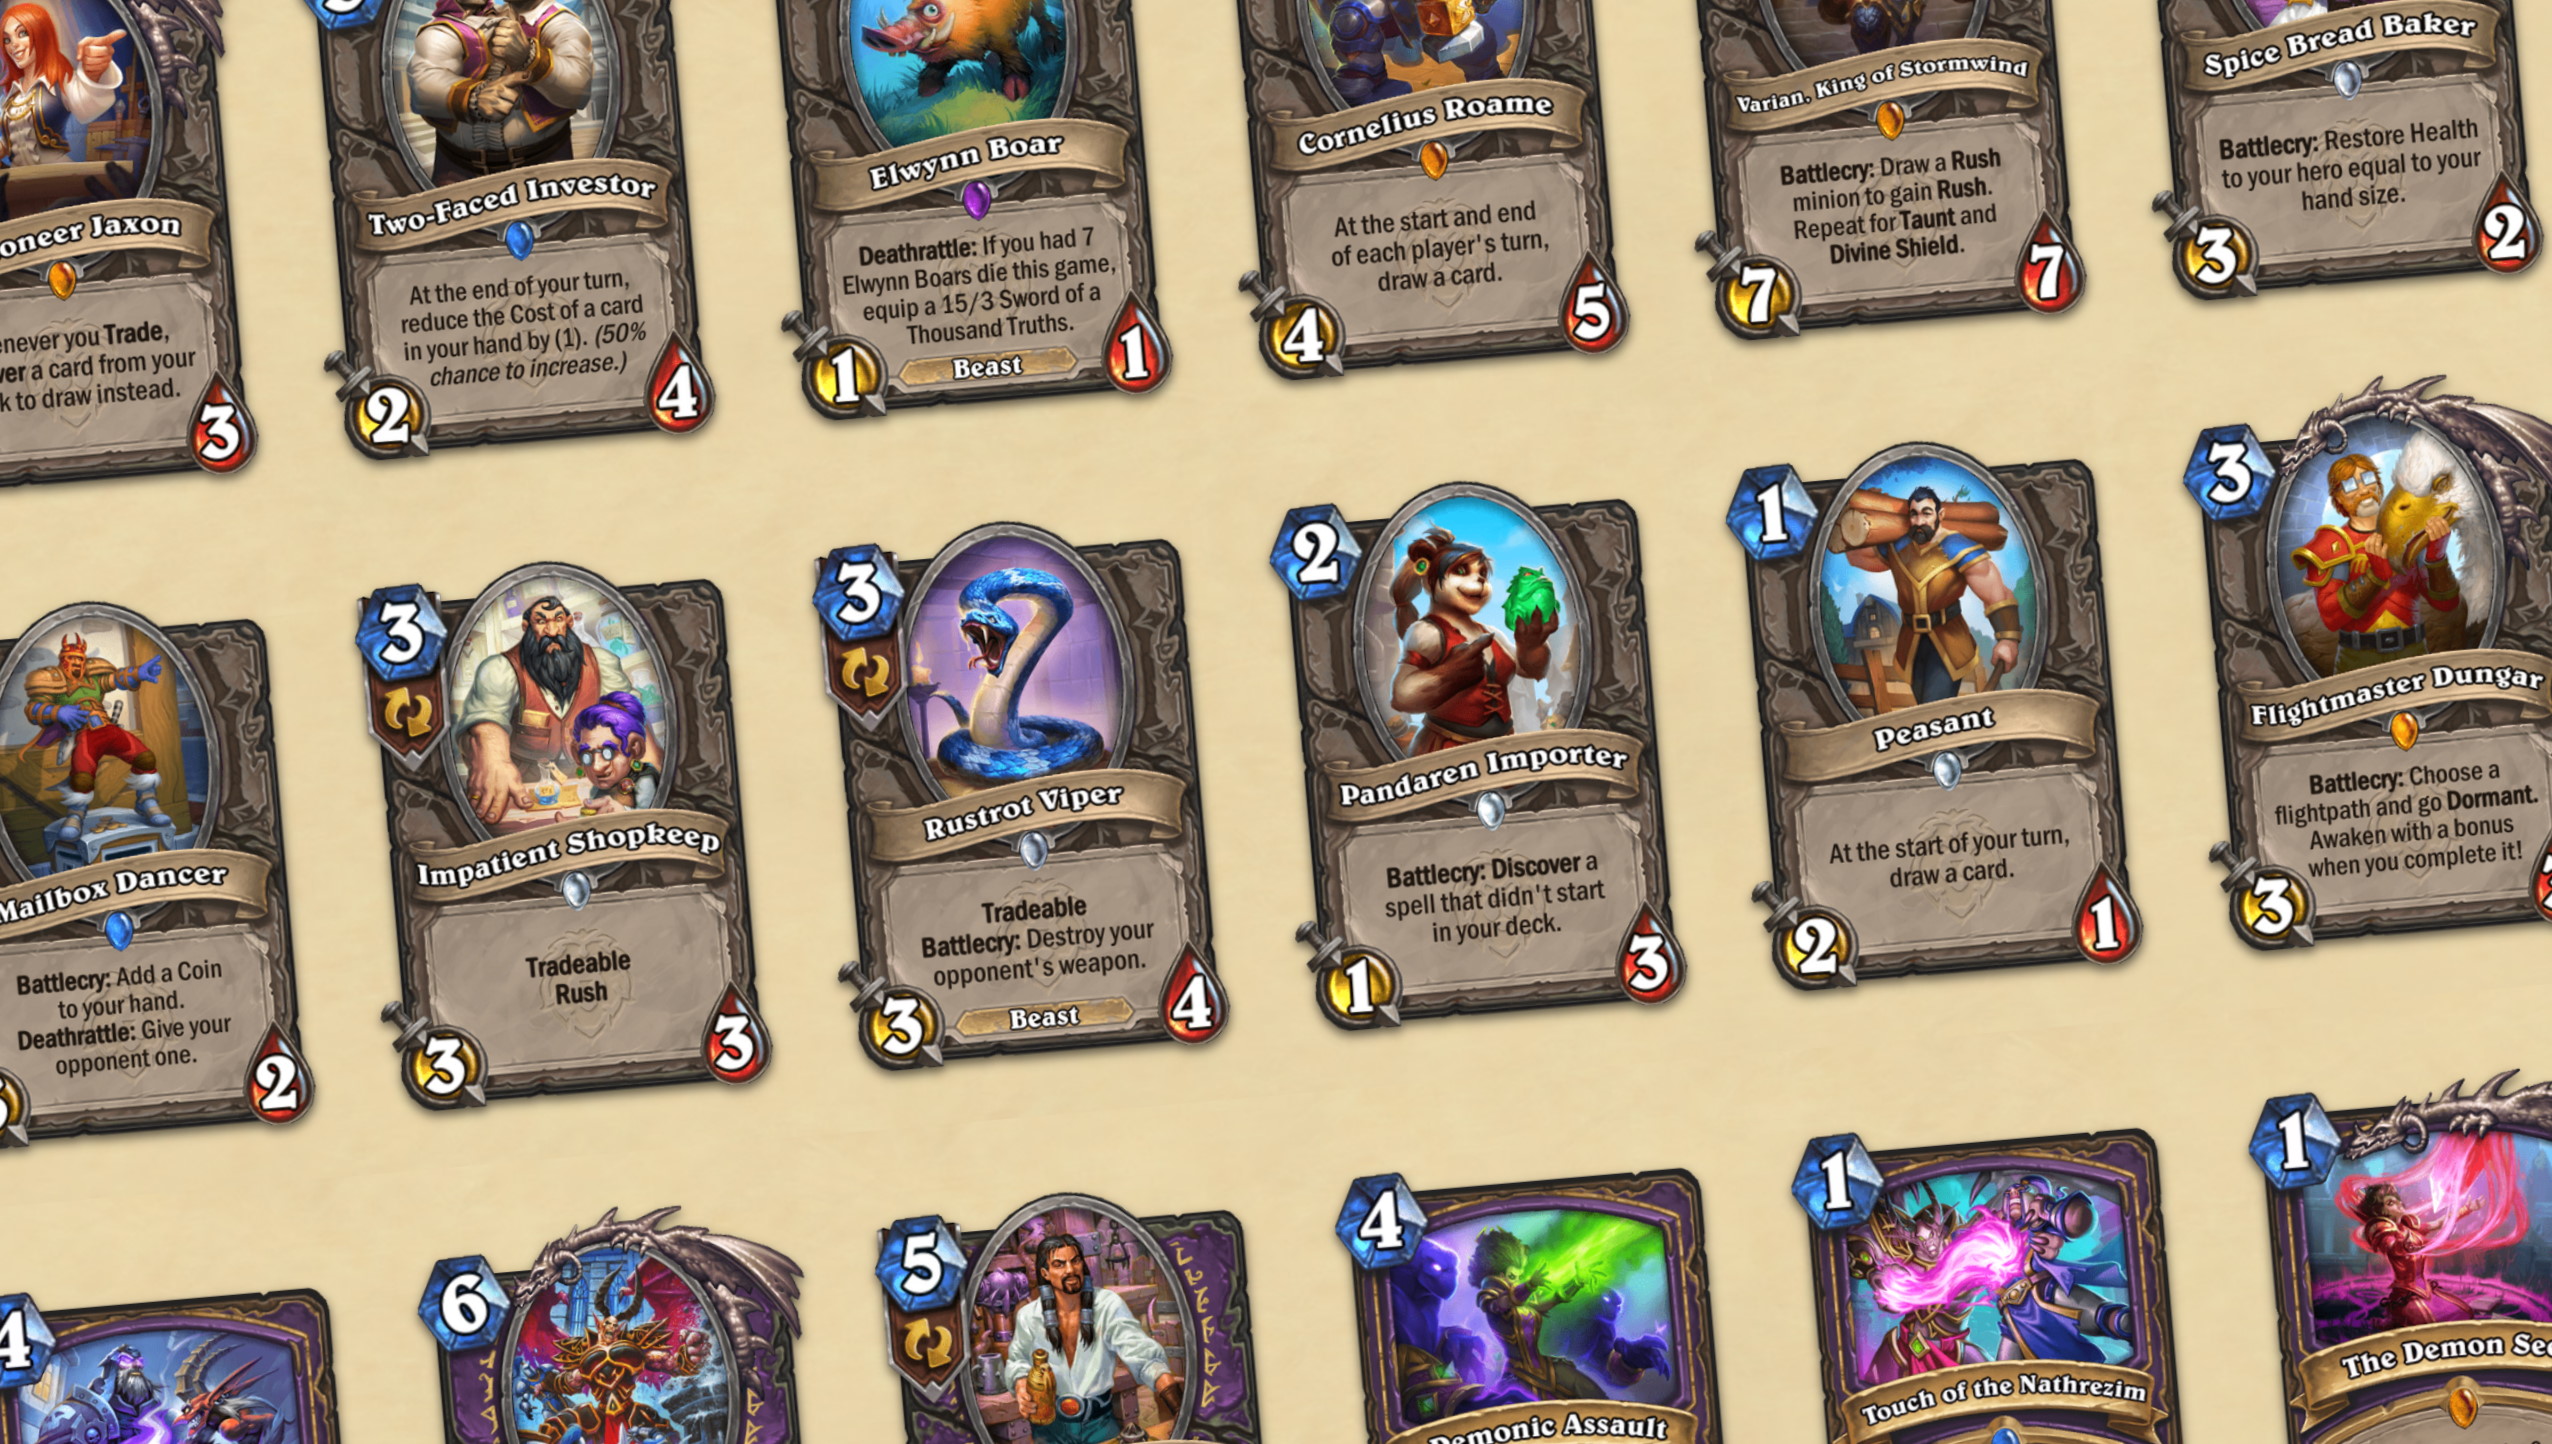 oneer Jaxon
enever you Trade,
ver a card from your
k to draw instead.
3
Two-Faced Investor
At the end of your turn,
reduce the Cost of a card
in your hand by (1). (50%
chance to increase.)
2
4
Elwynn Boar
Deathrattle: If you had 7
Elwynn Boars die this game,
equip a 15/3 Sword of a
Thousand Truths.
1
Beast
1
Cornelius Roame
At the start and end
of each player's turn,
draw a card.
4
5
Varian, King of Stormwind
Battlecry: Draw a Rush
minion to gain Rush.
Repeat for Taunt and
Divine Shield.
7
7
Spice Bread Baker
Battlecry: Restore Health
to your hero equal to your
hand size.
3
2
Mailbox Dancer
Battlecry: Add a Coin
to your hand.
Deathrattle: Give your
opponent one.
2
3
Impatient Shopkeep
Tradeable
Rush
3
3
3
Rustrot Viper
Tradeable
Battlecry: Destroy your
opponent's weapon.
3
Beast
4
2
Pandaren Importer
Battlecry: Discover a
spell that didn't start
in your deck.
1
3
1
Peasant
At the start of your turn,
draw a card.
2
1
3
Flightmaster Dungar
Battlecry: Choose a
flightpath and go Dormant.
Awaken with a bonus
when you complete it!
3
4
6
5
4
Demonic Assault
1
Touch of the Nathrezim
1
The Demon See